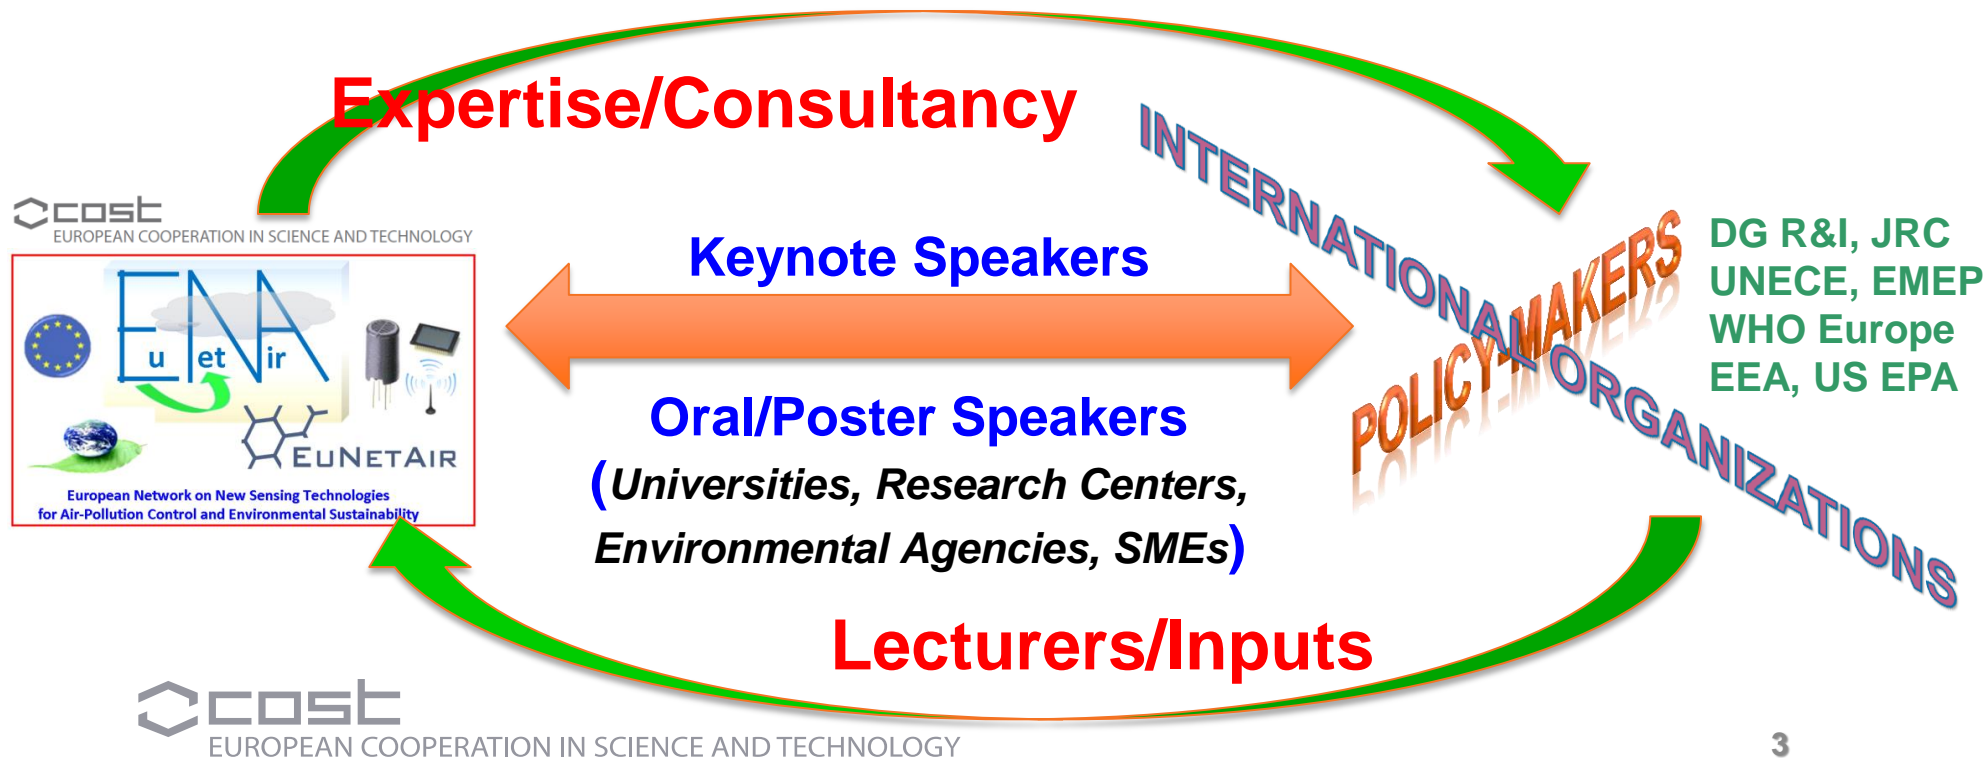 Expertise/Consultancy
cost
EUROPEAN COOPERATION IN SCIENCE AND TECHNOLOGY
Eu Net Air
EUNETAIR
European Network on New Sensing Technologies
for Air-Pollution Control and Environmental Sustainability
Keynote Speakers
Oral/Poster Speakers
(Universities, Research Centers,
Environmental Agencies, SMEs)
INTERNATIONAL ORGANIZATIONS
POLICY-MAKERS
DG R&I, JRC
UNECE, EMEP
WHO Europe
EEA, US EPA
Lecturers/Inputs
cost
EUROPEAN COOPERATION IN SCIENCE AND TECHNOLOGY
3